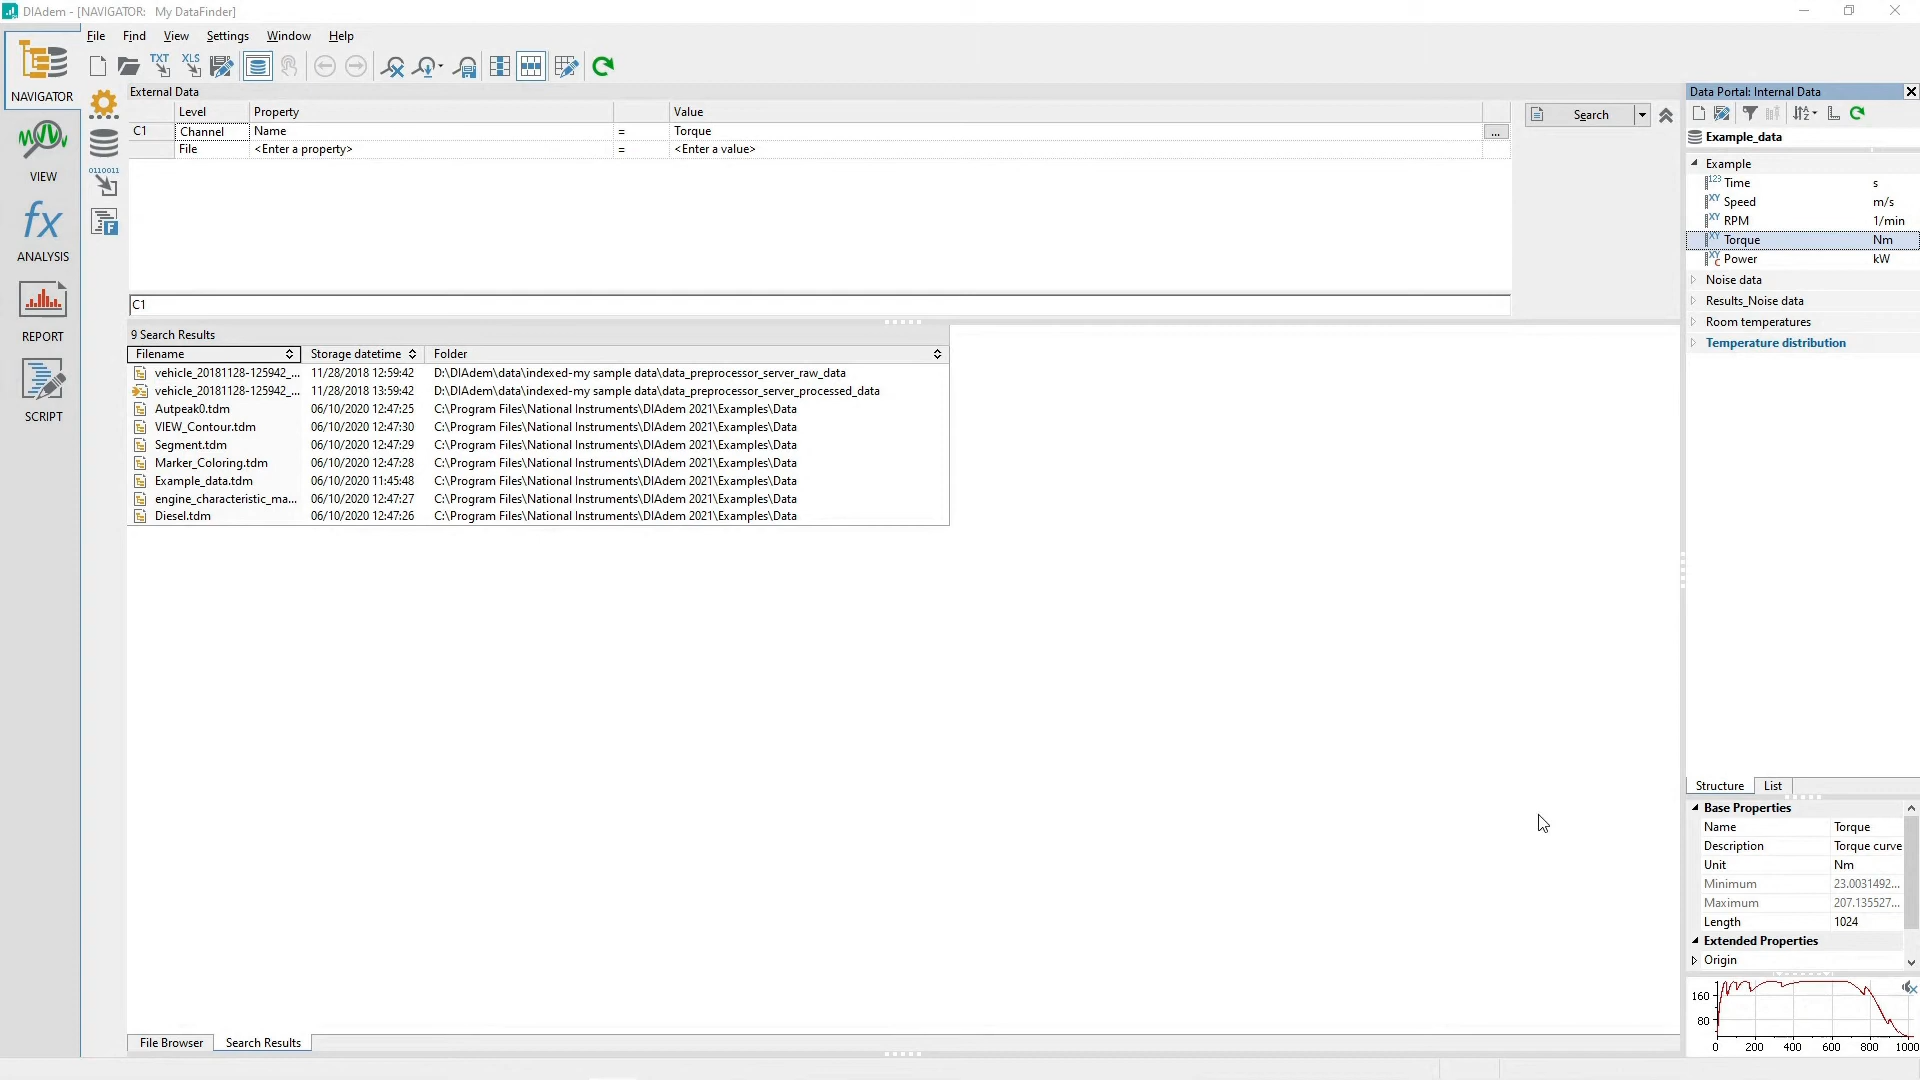 DIAdem - [NAVIGATOR:   My DataFinder]
File Find View Settings Window Help
TXT XLS
NAVIGATOR
VIEW
fx
ANALYSIS
REPORT
SCRIPT
0110011
F
External Data
Level Property = Value
C1 Channel Name = Torque ...
File <Enter a property> = <Enter a value>
Search
C1
9 Search Results
Filename Storage datetime Folder
vehicle_20181128-125942_... 11/28/2018 12:59:42 D:\DIAdem\data\indexed-my sample data\data_preprocessor_server_raw_data
vehicle_20181128-125942_... 11/28/2018 13:59:42 D:\DIAdem\data\indexed-my sample data\data_preprocessor_server_processed_data
Autpeak0.tdm 06/10/2020 12:47:25 C:\Program Files\National Instruments\DIAdem 2021\Examples\Data
VIEW_Contour.tdm 06/10/2020 12:47:30 C:\Program Files\National Instruments\DIAdem 2021\Examples\Data
Segment.tdm 06/10/2020 12:47:29 C:\Program Files\National Instruments\DIAdem 2021\Examples\Data
Marker_Coloring.tdm 06/10/2020 12:47:28 C:\Program Files\National Instruments\DIAdem 2021\Examples\Data
Example_data.tdm 06/10/2020 11:45:48 C:\Program Files\National Instruments\DIAdem 2021\Examples\Data
engine_characteristic_ma... 06/10/2020 12:47:27 C:\Program Files\National Instruments\DIAdem 2021\Examples\Data
Diesel.tdm 06/10/2020 12:47:26 C:\Program Files\National Instruments\DIAdem 2021\Examples\Data
File Browser Search Results
Data Portal: Internal Data
Example_data
Example
123 Time s
XY Speed m/s
XY RPM 1/min
XY Torque Nm
XY C Power kW
Noise data
Results_Noise data
Room temperatures
Temperature distribution
Structure List
Base Properties
Name Torque
Description Torque curve
Unit Nm
Minimum 23.0031492...
Maximum 207.135527...
Length 1024
Extended Properties
Origin
160
80
0 200 400 600 800 1000